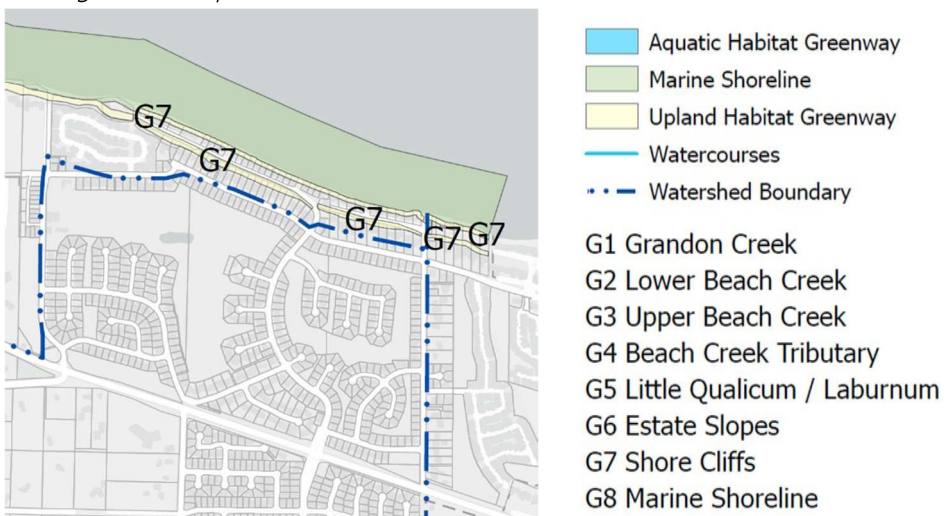 G7
G7
G7
G7 G7
Aquatic Habitat Greenway
Marine Shoreline
Upland Habitat Greenway
Watercourses
Watershed Boundary
G1 Grandon Creek
G2 Lower Beach Creek
G3 Upper Beach Creek
G4 Beach Creek Tributary
G5 Little Qualicum / Laburnum
G6 Estate Slopes
G7 Shore Cliffs
G8 Marine Shoreline